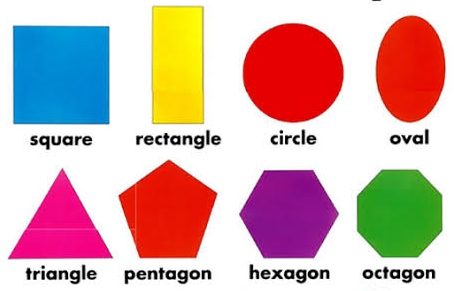 square rectangle circle oval
triangle pentagon hexagon octagon